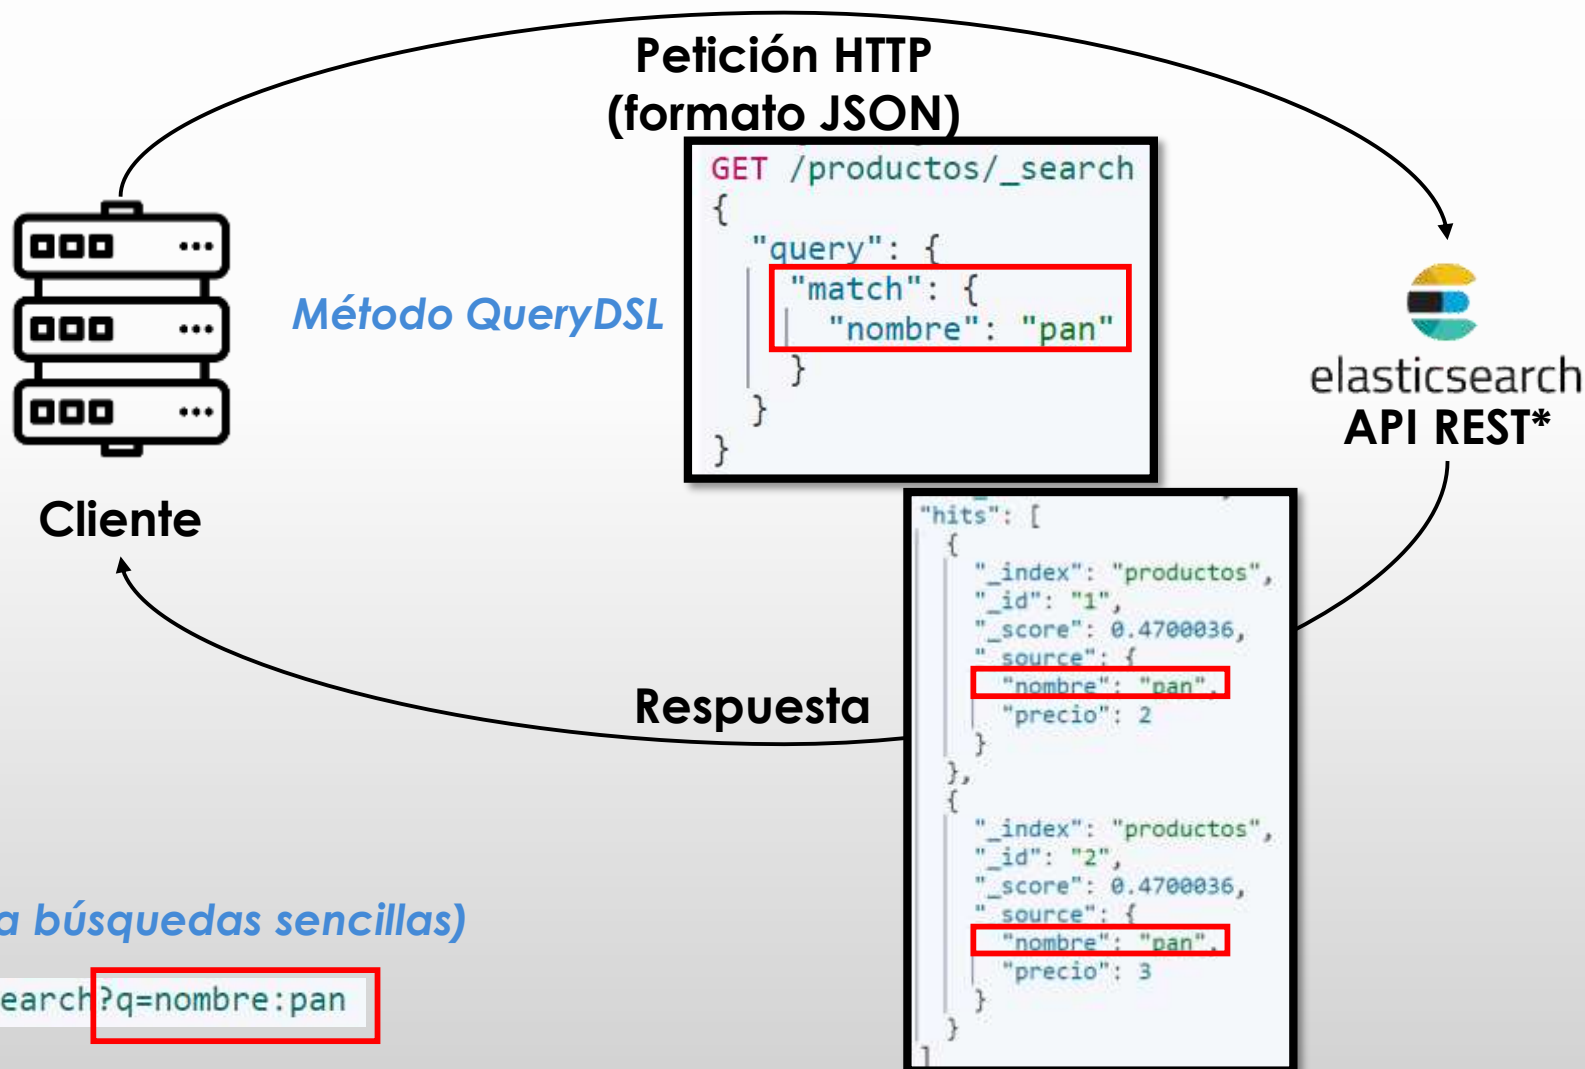 Petición HTTP
(formato JSON)
GET /productos/_search
{
"query": {
"match": {
"nombre": "pan"
}
}
}
Método QueryDSL
elasticsearch
API REST*
Cliente
"hits": [
{
"_index": "productos",
"_id": "1",
"_score": 0.4700036,
"_source": {
"nombre": "pan",
"precio": 2
}
},
{
"_index": "productos",
"_id": "2",
"_score": 0.4700036,
"_source": {
"nombre": "pan",
"precio": 3
}
}
]
Respuesta
a búsquedas sencillas)
earch?q=nombre:pan